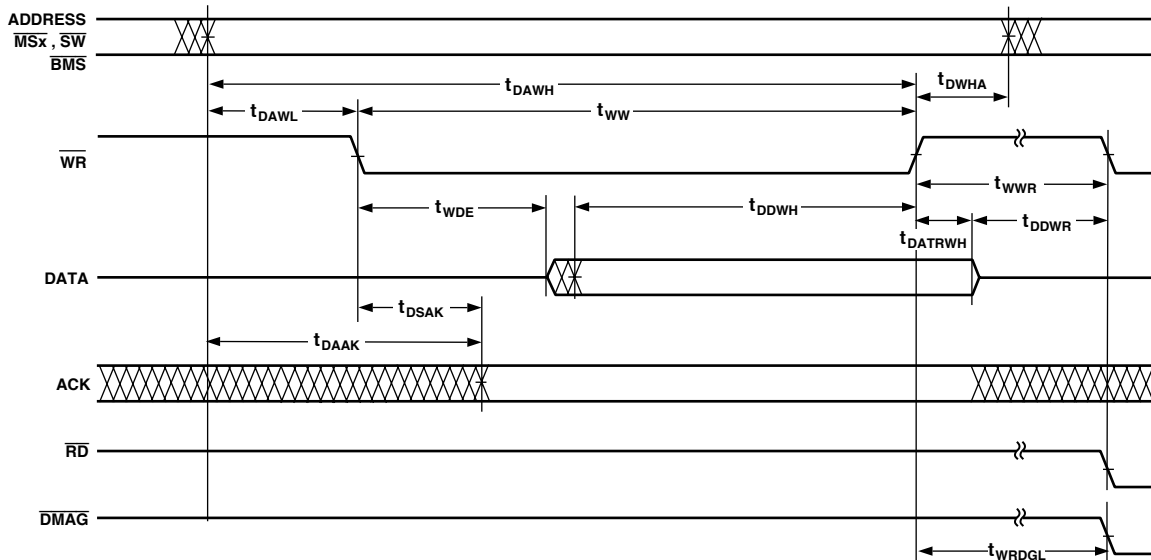 ADDRESS
MSx , SW
BMS
tDAWH
tDWHA
tDAWL
tWW
WR
tWWR
tWDE
tDDWH
tDATRWH
tDDWR
DATA
tDSAK
tDAAK
ACK
RD
DMAG
tWRDGL